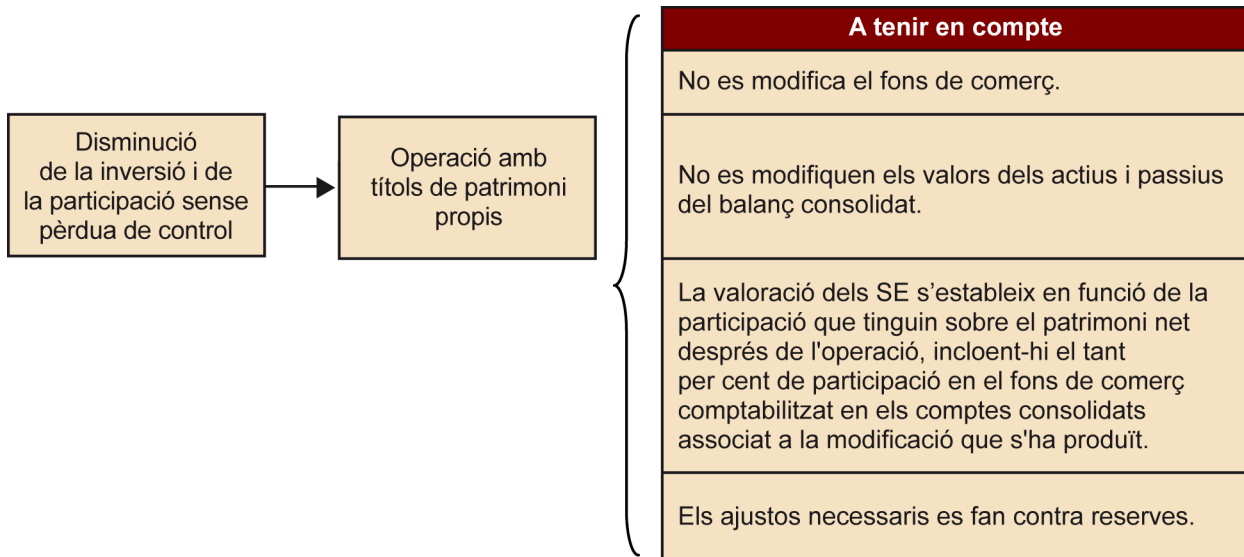 Disminució
de la inversió i de
la participació sense
pèrdua de control
Operació amb
títols de patrimoni
propis
A tenir en compte
No es modifica el fons de comerç.
No es modifiquen els valors dels actius i passius
del balanç consolidat.
La valoració dels SE s’estableix en funció de la
participació que tinguin sobre el patrimoni net
després de l'operació, incloent-hi el tant
per cent de participació en el fons de comerç
comptabilitzat en els comptes consolidats
associat a la modificació que s'ha produït.
Els ajustos necessaris es fan contra reserves.